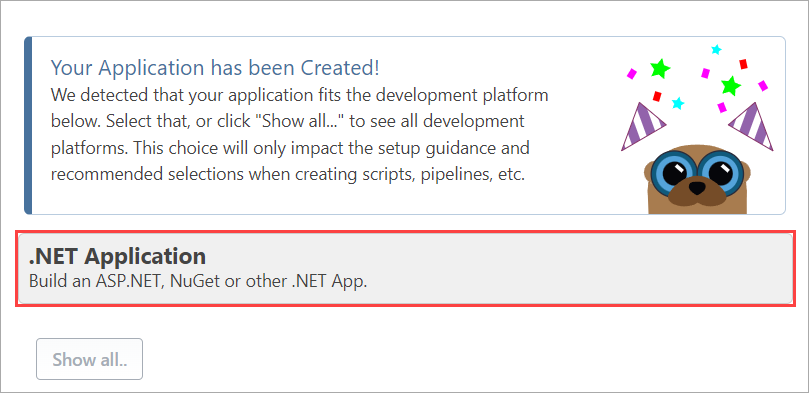 Your Application has been Created!
We detected that your application fits the development platform
below. Select that, or click "Show all..." to see all development
platforms. This choice will only impact the setup guidance and
recommended selections when creating scripts, pipelines, etc.
.NET Application
Build an ASP.NET, NuGet or other .NET App.
Show all..